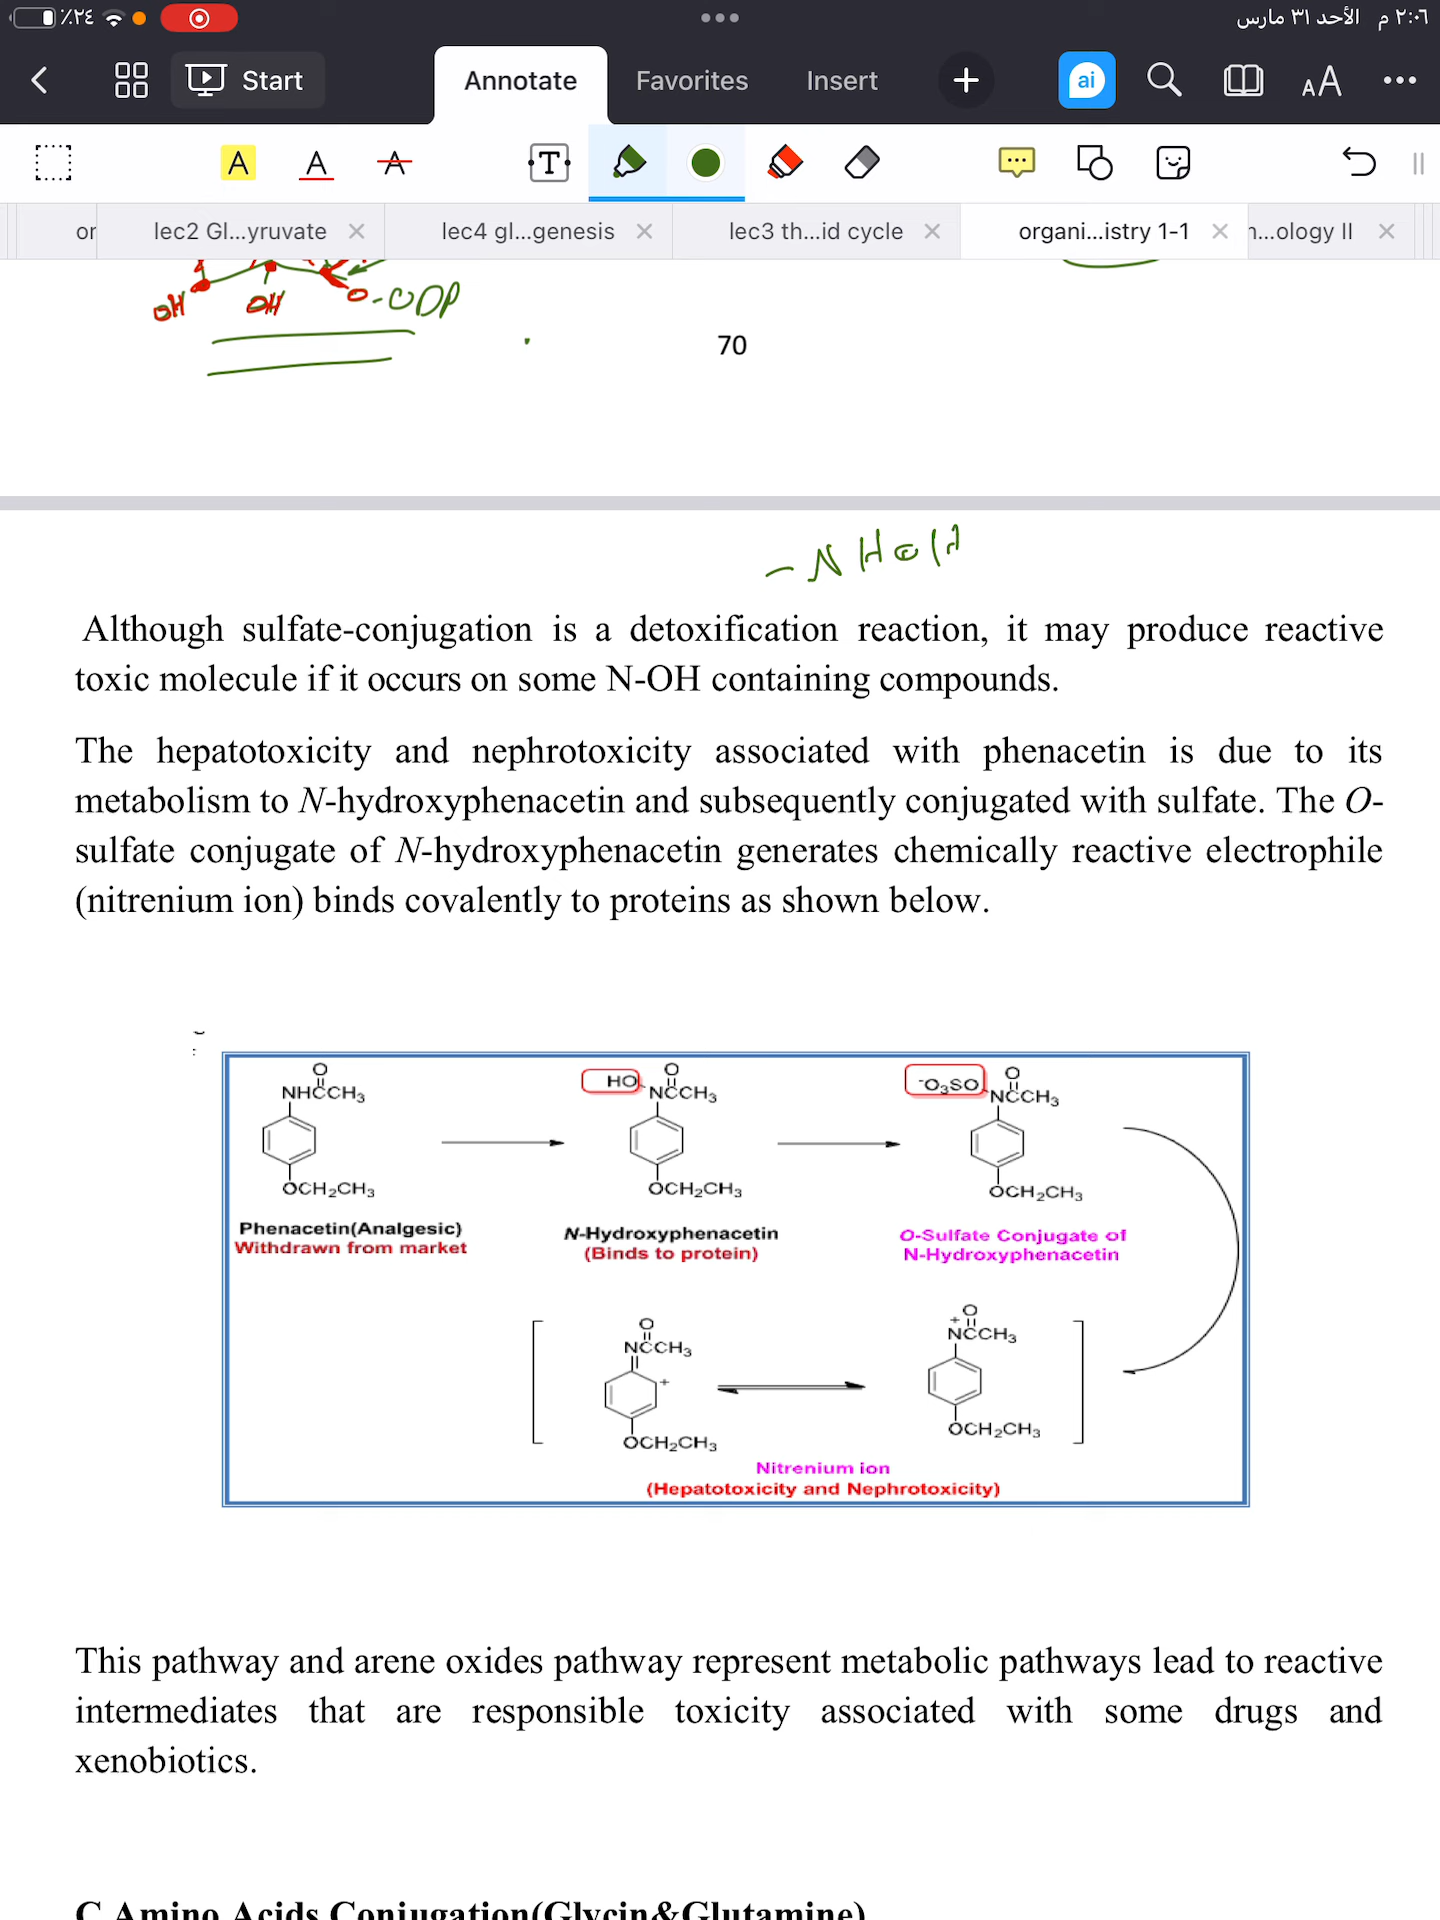 ٪٢٤
٢:٠٦ م الأحد ٣١ مارس
Start
Annotate
Favorites
Insert
ai
AA
A A A T
or
lec2 Gl...yruvate
lec4 gl...genesis
lec3 th...id cycle
organi...istry 1-1
...ology II
OH OH O-UDP
70
-NHOH
Although sulfate-conjugation is a detoxification reaction, it may produce reactive
toxic molecule if it occurs on some N-OH containing compounds.
The hepatotoxicity and nephrotoxicity associated with phenacetin is due to its
metabolism to N-hydroxyphenacetin and subsequently conjugated with sulfate. The O-
sulfate conjugate of N-hydroxyphenacetin generates chemically reactive electrophile
(nitrenium ion) binds covalently to proteins as shown below.
O
NHCCH₃
OCH₂CH₃
Phenacetin(Analgesic)
Withdrawn from market
HO O
NCCH₃
OCH₂CH₃
N-Hydroxyphenacetin
(Binds to protein)
⁻O₃SO O
NCCH₃
OCH₂CH₃
O-Sulfate Conjugate of
N-Hydroxyphenacetin
O
NCCH₃
+
OCH₂CH₃
O
+
NCCH₃
OCH₂CH₃
Nitrenium ion
(Hepatotoxicity and Nephrotoxicity)
This pathway and arene oxides pathway represent metabolic pathways lead to reactive
intermediates that are responsible toxicity associated with some drugs and
xenobiotics.
C Amino Acids Conjugation(Glycin&Glutamine)